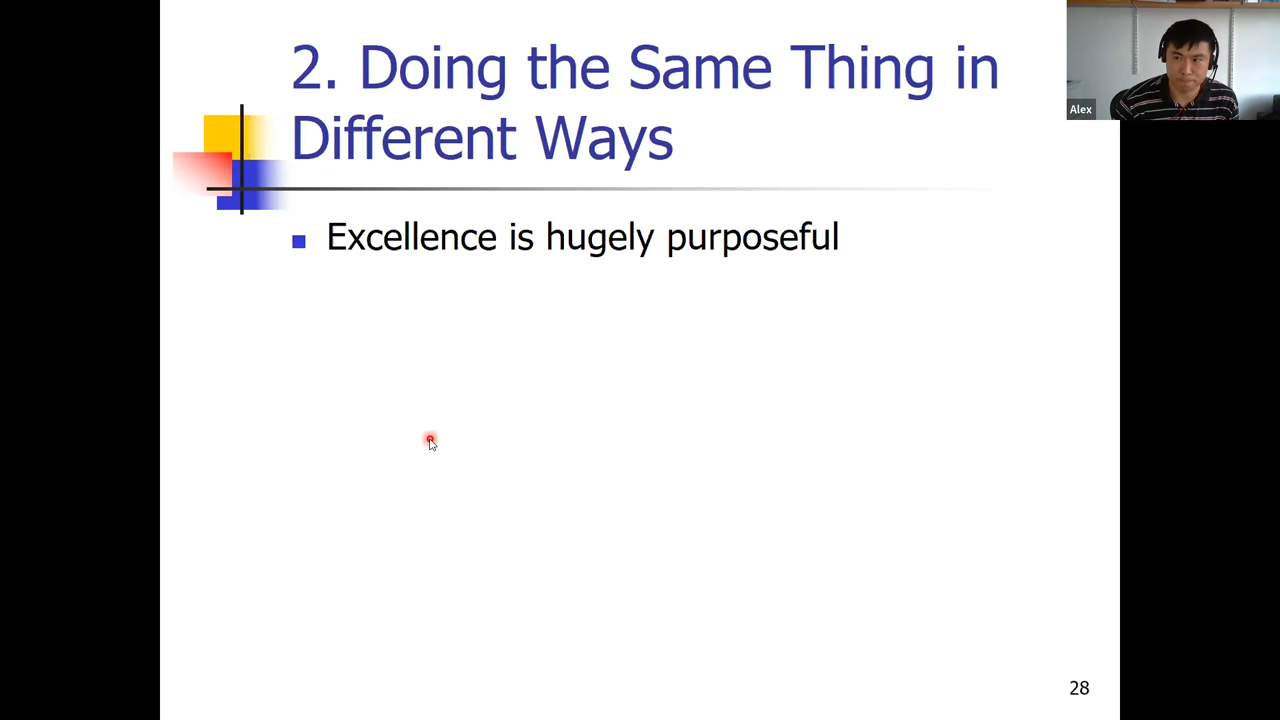 2. Doing the Same Thing in
Different Ways
Excellence is hugely purposeful
Alex
28